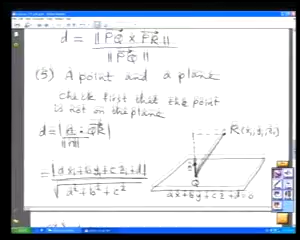 d = || PQ × PR || / || PQ ||
(5) A point and a plane
check first that the point
is not on the plane
d = | n · QR | / || n ||
R(x₁, y₁, z₁)
= | a x₁ + b y₁ + c z₁ + d | / √(a² + b² + c²)
n
Q
ax + by + cz + d = 0